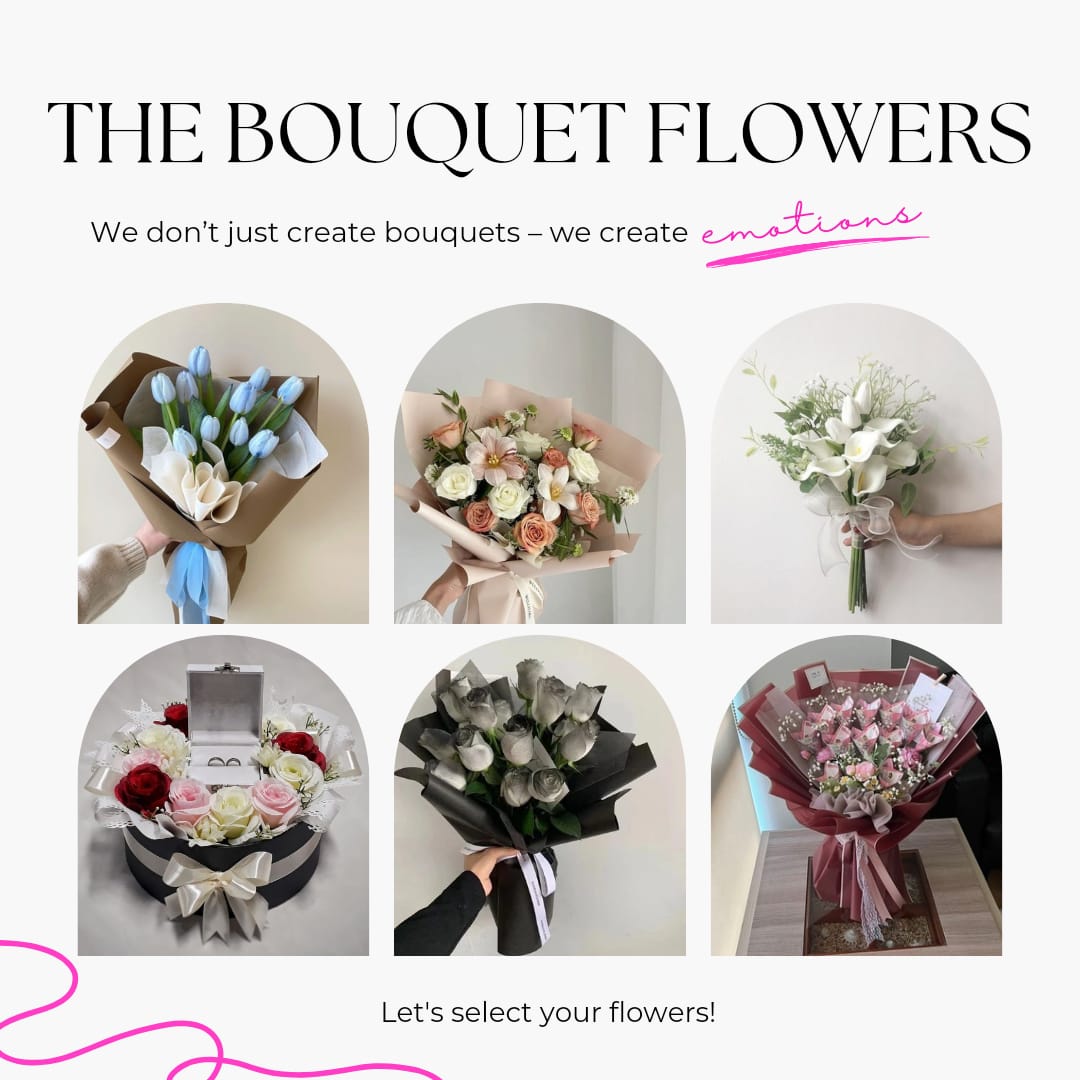 THE BOUQUET FLOWERS
We don’t just create bouquets – we create emotions
Let's select your flowers!